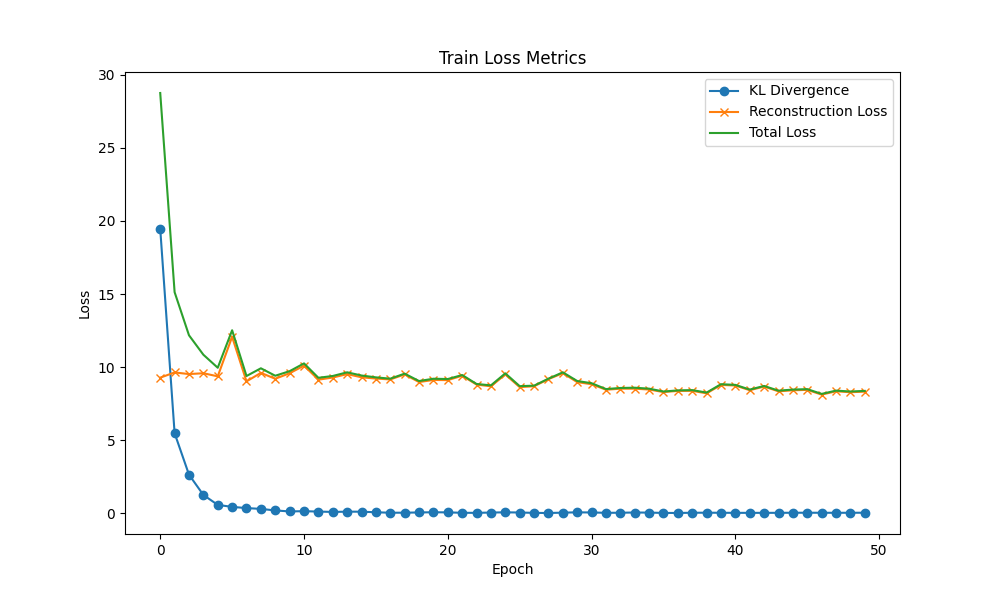 Train Loss Metrics
KL Divergence
Reconstruction Loss
Total Loss
Loss
30
25
20
15
10
5
0
0 10 20 30 40 50
Epoch